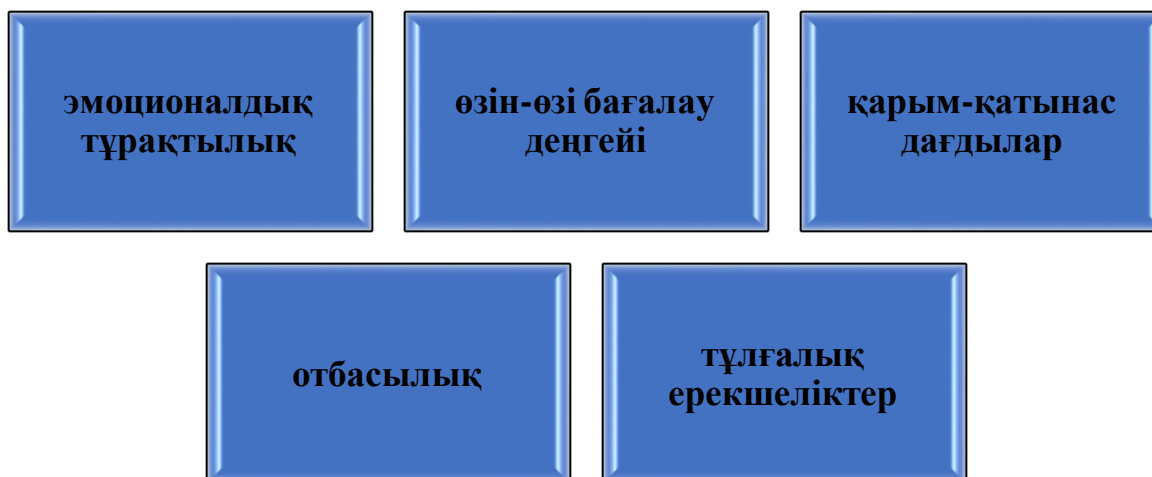 эмоционалдық
тұрақтылық
өзін-өзі бағалау
деңгейі
қарым-қатынас
дағдылар
отбасылық
тұлғалық
ерекшеліктер